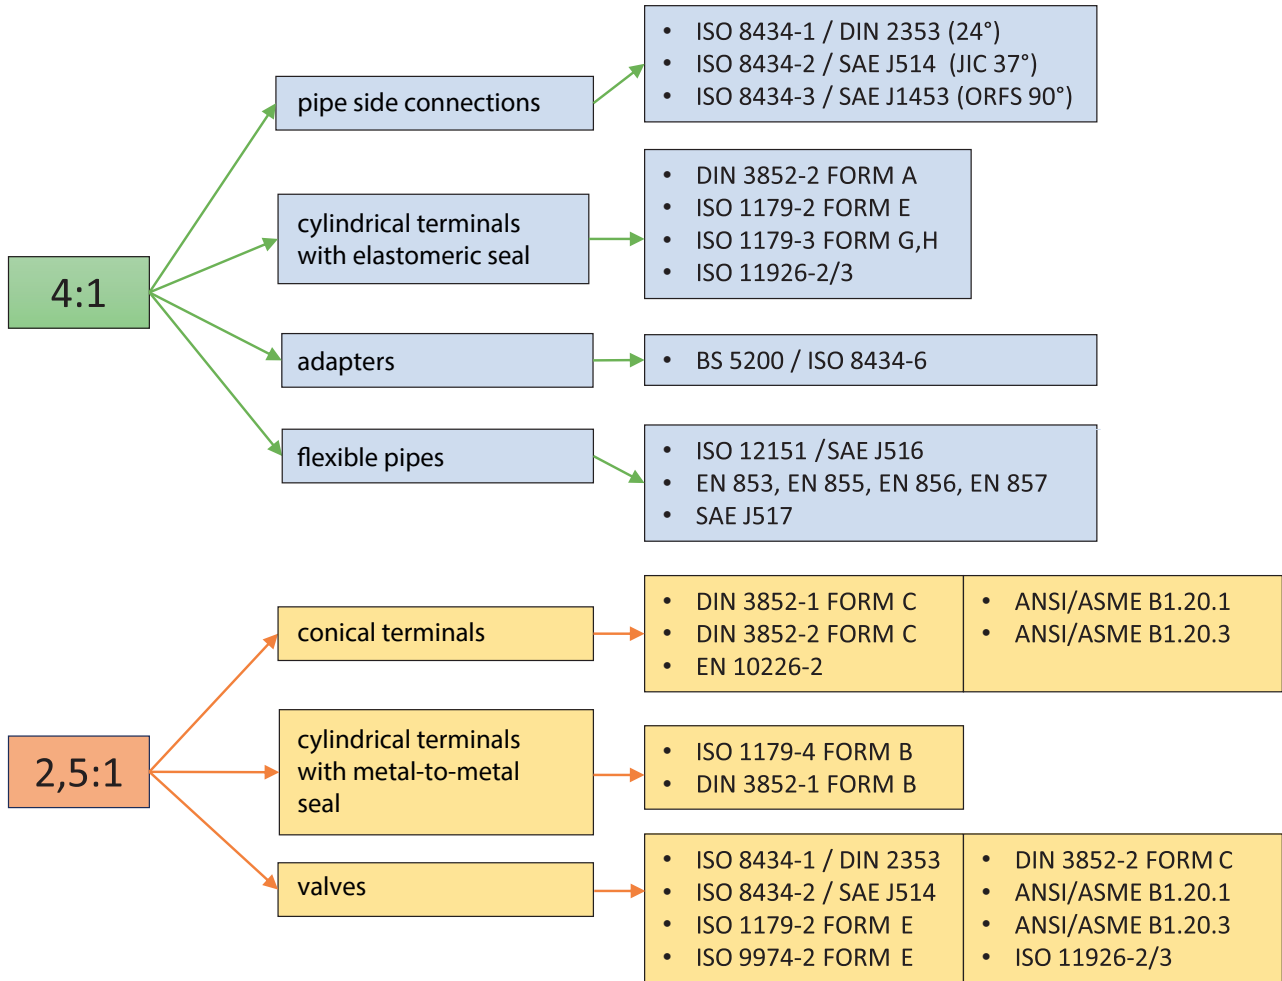 4:1
pipe side connections
• ISO 8434-1 / DIN 2353 (24°)
• ISO 8434-2 / SAE J514 (JIC 37°)
• ISO 8434-3 / SAE J1453 (ORFS 90°)
cylindrical terminals
with elastomeric seal
• DIN 3852-2 FORM A
• ISO 1179-2 FORM E
• ISO 1179-3 FORM G,H
• ISO 11926-2/3
adapters
• BS 5200 / ISO 8434-6
flexible pipes
• ISO 12151 /SAE J516
• EN 853, EN 855, EN 856, EN 857
• SAE J517
2,5:1
conical terminals
• DIN 3852-1 FORM C
• DIN 3852-2 FORM C
• EN 10226-2
• ANSI/ASME B1.20.1
• ANSI/ASME B1.20.3
cylindrical terminals
with metal-to-metal
seal
• ISO 1179-4 FORM B
• DIN 3852-1 FORM B
valves
• ISO 8434-1 / DIN 2353
• ISO 8434-2 / SAE J514
• ISO 1179-2 FORM E
• ISO 9974-2 FORM E
• DIN 3852-2 FORM C
• ANSI/ASME B1.20.1
• ANSI/ASME B1.20.3
• ISO 11926-2/3